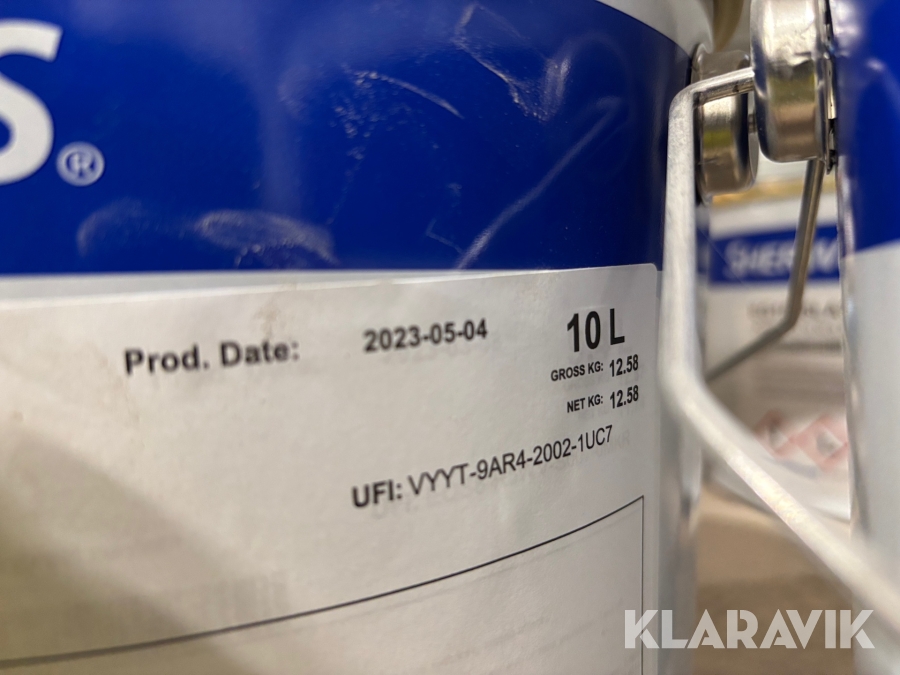 S®
Prod. Date: 2023-05-04
10 L
GROSS KG: 12.58
NET KG: 12.58
UFI: VYYT-9AR4-2002-1UC7
SHERW
KLARAVIK